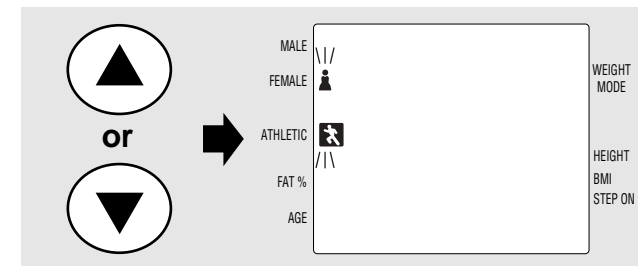 or
MALE
FEMALE
ATHLETIC
FAT %
AGE
WEIGHT
MODE
HEIGHT
BMI
STEP ON